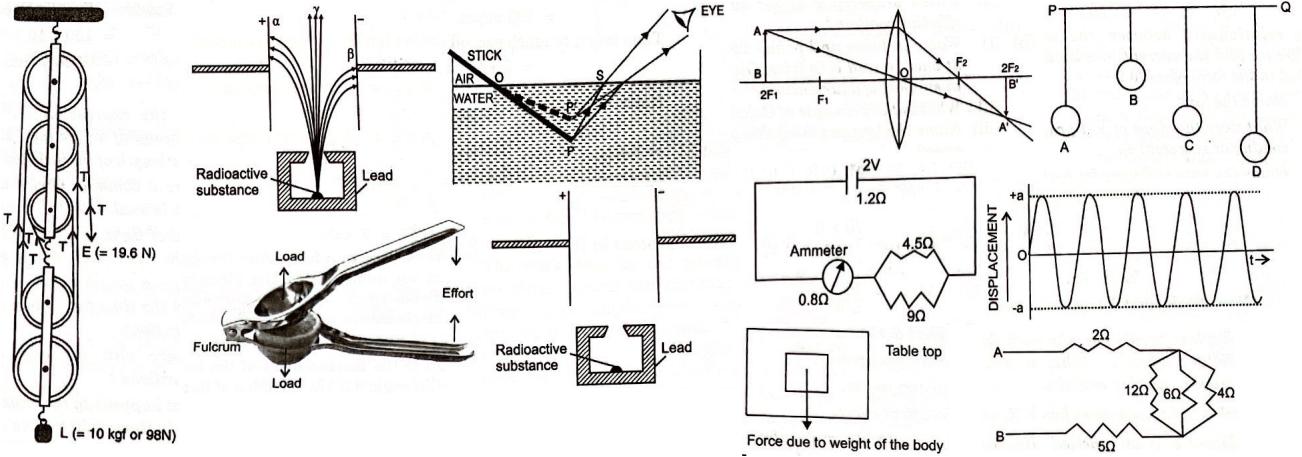 T
T
T
T
T
T
E (= 19.6 N)
L (= 10 kgf or 98N)
+
α
γ
β
−
Radioactive
substance
Lead
Load
Effort
Fulcrum
Load
EYE
STICK
AIR
WATER
O
S
P'
P
+
−
Radioactive
substance
Lead
A
B
2F1
F1
O
F2
2F2
B'
A'
2V
1.2Ω
Ammeter
0.8Ω
4.5Ω
9Ω
Table top
Force due to weight of the body
P
Q
A
B
C
D
+a
O
-a
DISPLACEMENT
t
A
2Ω
12Ω
6Ω
4Ω
B
5Ω